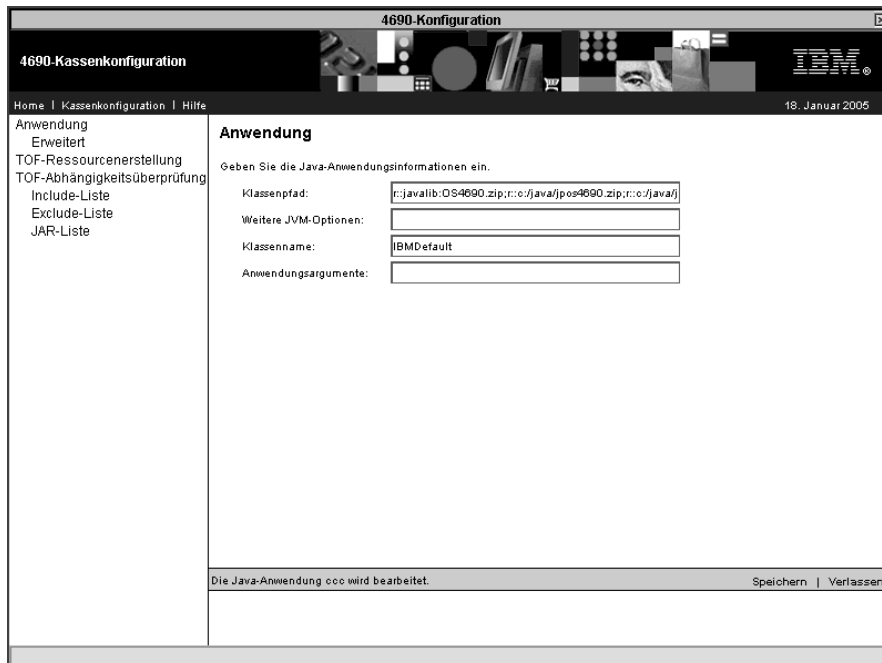 4690-Konfiguration
4690-Kassenkonfiguration
IBM®
Home | Kassenkonfiguration | Hilfe
18. Januar 2005
Anwendung
Erweitert
TOF-Ressourcenerstellung
TOF-Abhängigkeitsüberprüfung
Include-Liste
Exclude-Liste
JAR-Liste
Anwendung
Geben Sie die Java-Anwendungsinformationen ein.
Klassenpfad: r::javalib:OS4690.zip;r::c:/java/jpos4690.zip;r::c:/java/j
Weitere JVM-Optionen:
Klassenname: IBMDefault
Anwendungsargumente:
Die Java-Anwendung ccc wird bearbeitet.
Speichern | Verlassen